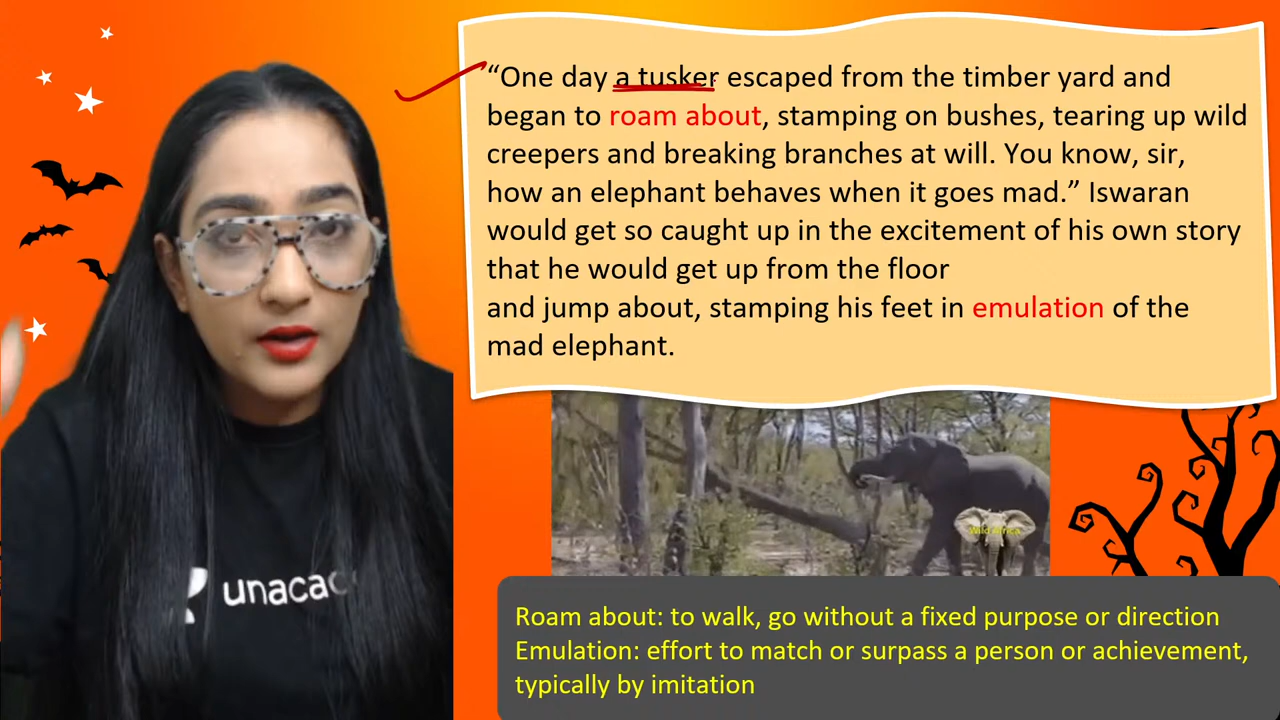 “One day a tusker escaped from the timber yard and
began to roam about, stamping on bushes, tearing up wild
creepers and breaking branches at will. You know, sir,
how an elephant behaves when it goes mad.” Iswaran
would get so caught up in the excitement of his own story
that he would get up from the floor
and jump about, stamping his feet in emulation of the
mad elephant.
Wild Africa
unacad
Roam about: to walk, go without a fixed purpose or direction
Emulation: effort to match or surpass a person or achievement,
typically by imitation